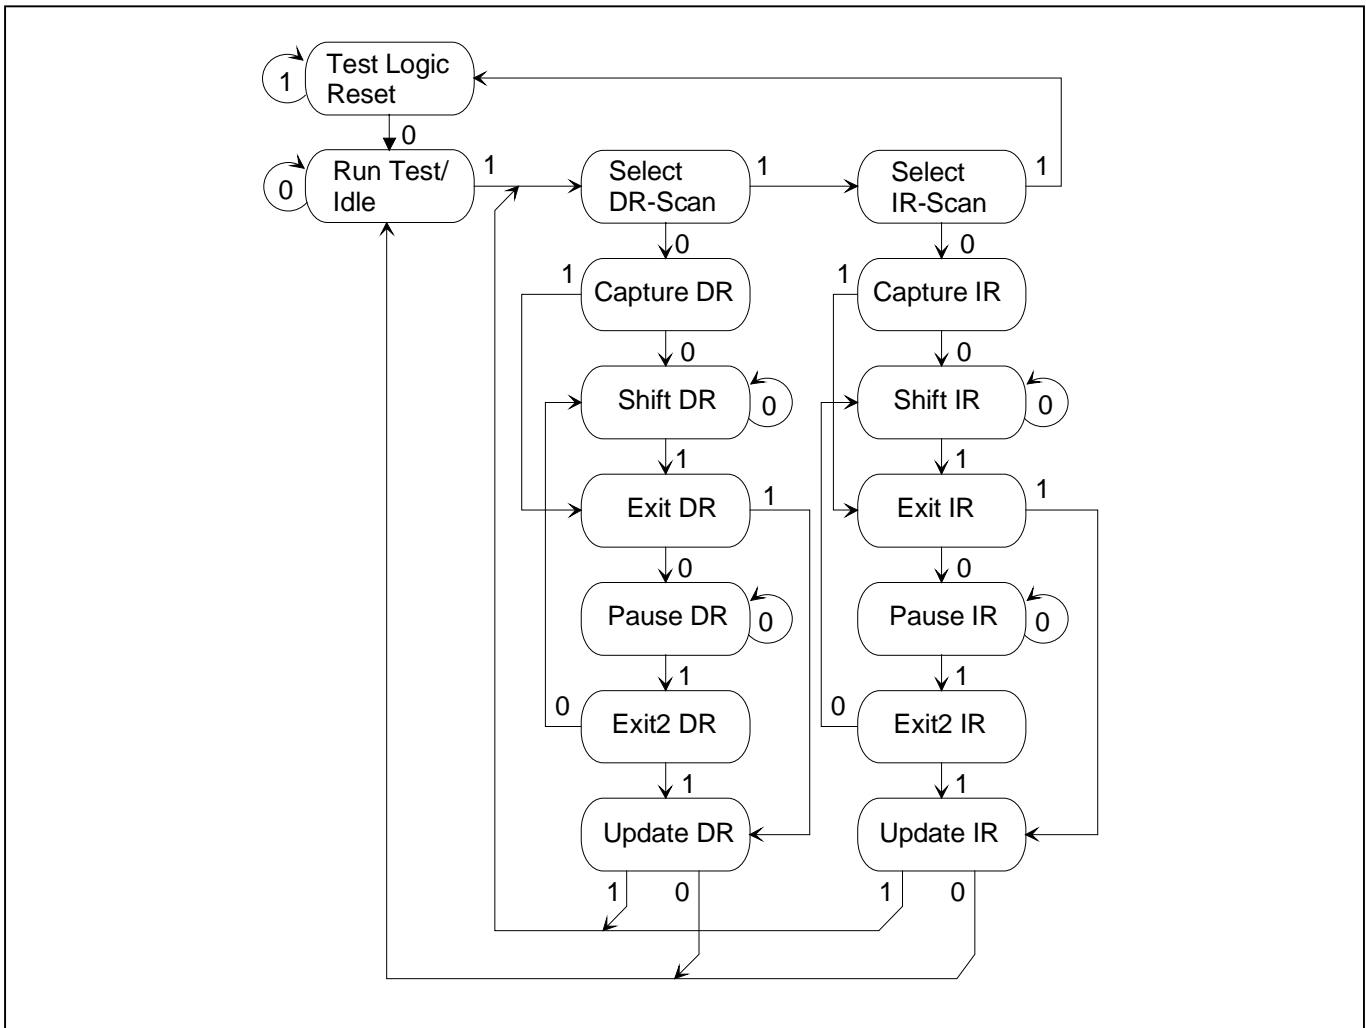 Test Logic
Reset
1
0
Run Test/
Idle
0
1
Select
DR-Scan
1
Select
IR-Scan
1
0
0
1
Capture DR
1
Capture IR
0
0
Shift DR
0
Shift IR
0
1
1
Exit DR
1
Exit IR
1
0
0
Pause DR
0
Pause IR
0
1
1
0
Exit2 DR
0
Exit2 IR
1
1
Update DR
Update IR
1
0
1
0